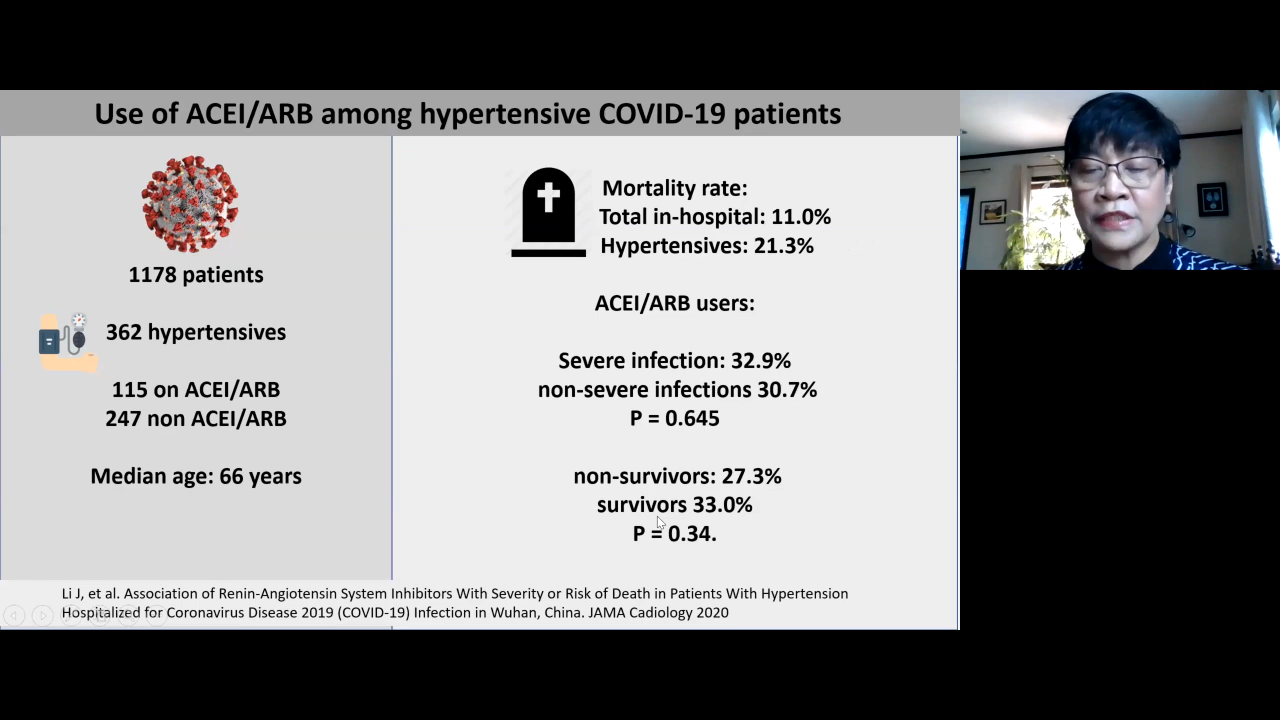 Use of ACEI/ARB among hypertensive COVID-19 patients
1178 patients
362 hypertensives
115 on ACEI/ARB
247 non ACEI/ARB
Median age: 66 years
Mortality rate:
Total in-hospital: 11.0%
Hypertensives: 21.3%
ACEI/ARB users:
Severe infection: 32.9%
non-severe infections 30.7%
P = 0.645
non-survivors: 27.3%
survivors 33.0%
P = 0.34.
Li J, et al. Association of Renin-Angiotensin System Inhibitors With Severity or Risk of Death in Patients With Hypertension
Hospitalized for Coronavirus Disease 2019 (COVID-19) Infection in Wuhan, China. JAMA Cadiology 2020